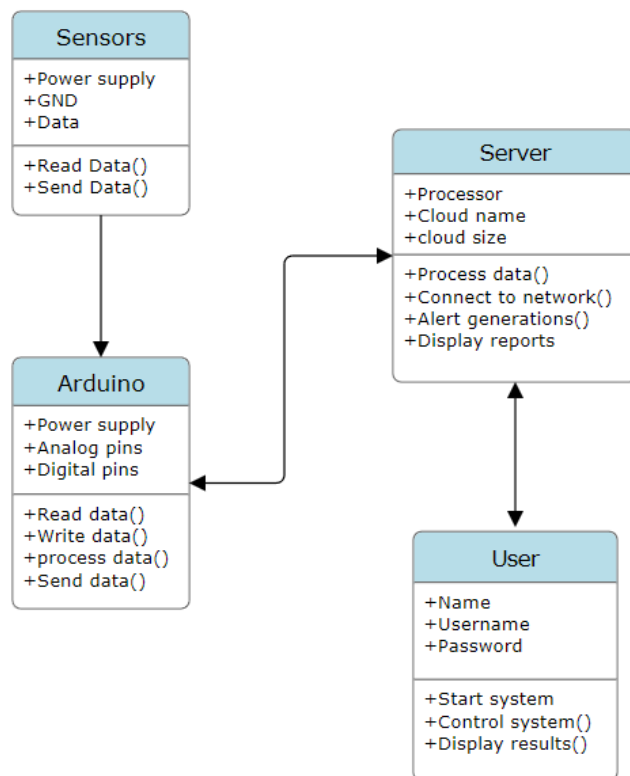 Sensors
+Power supply
+GND
+Data
+Read Data()
+Send Data()
Server
+Processor
+Cloud name
+cloud size
+Process data()
+Connect to network()
+Alert generations()
+Display reports
Arduino
+Power supply
+Analog pins
+Digital pins
+Read data()
+Write data()
+process data()
+Send data()
User
+Name
+Username
+Password
+Start system
+Control system()
+Display results()